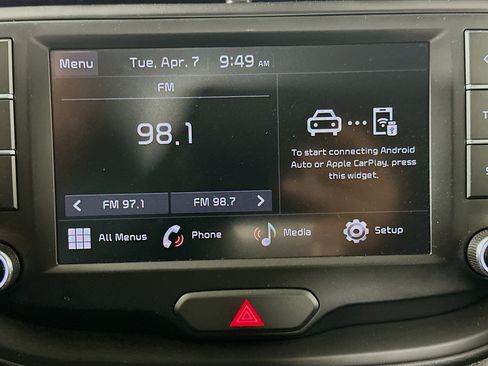 Menu Tue, Apr. 7 9:49 AM
FM
98.1
To start connecting Android
Auto or Apple CarPlay, press
this widget.
FM 97.1 FM 98.7
All Menus Phone Media Setup